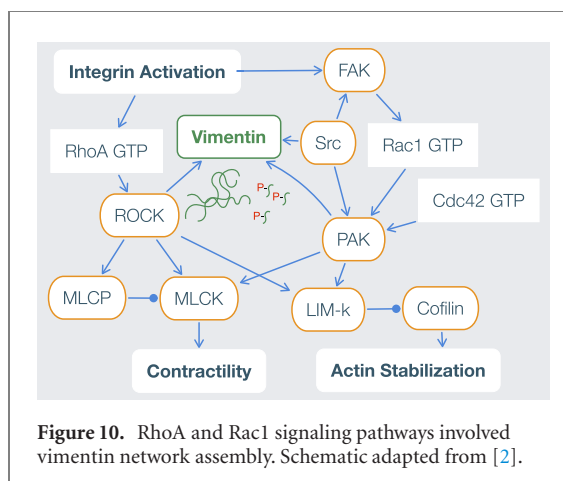 Integrin Activation
FAK
Vimentin
Src
RhoA GTP
Rac1 GTP
P-
P-
P-
Cdc42 GTP
ROCK
PAK
MLCP
MLCK
LIM-k
Cofilin
Contractility
Actin Stabilization
Figure 10. RhoA and Rac1 signaling pathways involved
vimentin network assembly. Schematic adapted from [2].